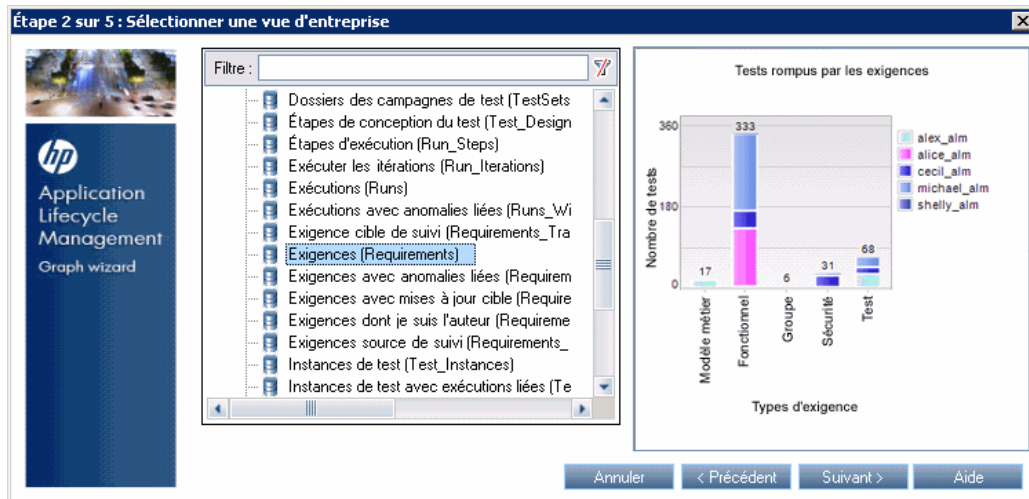 Étape 2 sur 5 : Sélectionner une vue d'entreprise
hp
Application
Lifecycle
Management
Graph wizard
Filtre :
Dossiers des campagnes de test (TestSets
Étapes de conception du test (Test_Design
Étapes d'exécution (Run_Steps)
Exécuter les itérations (Run_Iterations)
Exécutions (Runs)
Exécutions avec anomalies liées (Runs_Wi
Exigence cible de suivi (Requirements_Tra
Exigences (Requirements)
Exigences avec anomalies liées (Requirem
Exigences avec mises à jour cible (Require
Exigences dont je suis l'auteur (Requireme
Exigences source de suivi (Requirements_
Instances de test (Test_Instances)
Instances de test avec exécutions liées (Te
Tests rompus par les exigences
Nombre de tests
360
180
0
17
333
6
31
68
Modèle métier
Fonctionnel
Groupe
Sécurité
Test
Types d'exigence
alex_alm
alice_alm
cecil_alm
michael_alm
shelly_alm
Annuler
< Précédent
Suivant >
Aide